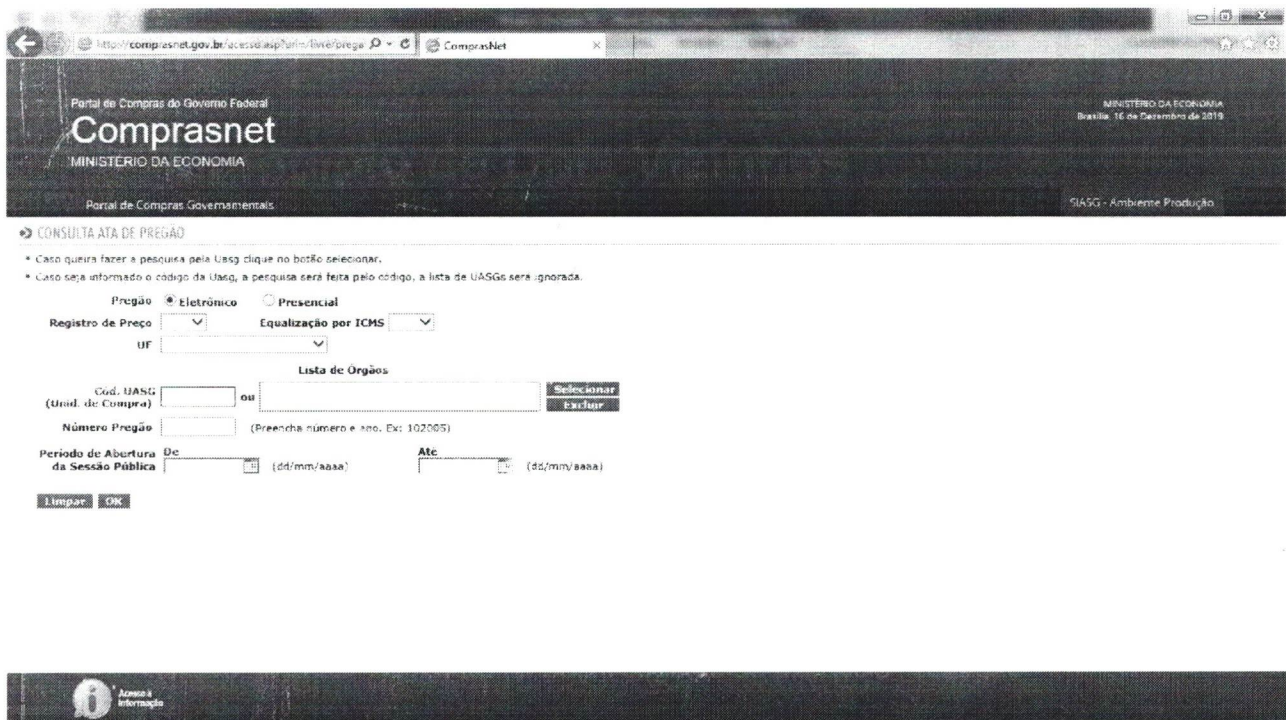 http://comprasnet.gov.br/acesso.asp?url=/livre/prega
ComprasNet
Portal de Compras do Governo Federal
Comprasnet
MINISTERIO DA ECONOMIA
MINISTÉRIO DA ECONOMIA
Brasília, 16 de Dezembro de 2019
Portal de Compras Governamentais
SIASG - Ambiente Produção
CONSULTA ATA DE PREGÃO
* Caso queira fazer a pesquisa pela Uasg clique no botão selecionar.
* Caso seja informado o código da Uasg, a pesquisa será feita pelo código, a lista de UASGs será ignorada.
Pregão Eletrônico Presencial
Registro de Preço Equalização por ICMS
UF
Lista de Órgãos
Cód. UASG
(Unid. de Compra) ou Selecionar
Excluir
Número Pregão (Preencha número e ano. Ex: 102005)
Período de Abertura
da Sessão Pública De (dd/mm/aaaa) Até (dd/mm/aaaa)
Limpar OK
Acesso à
Informação